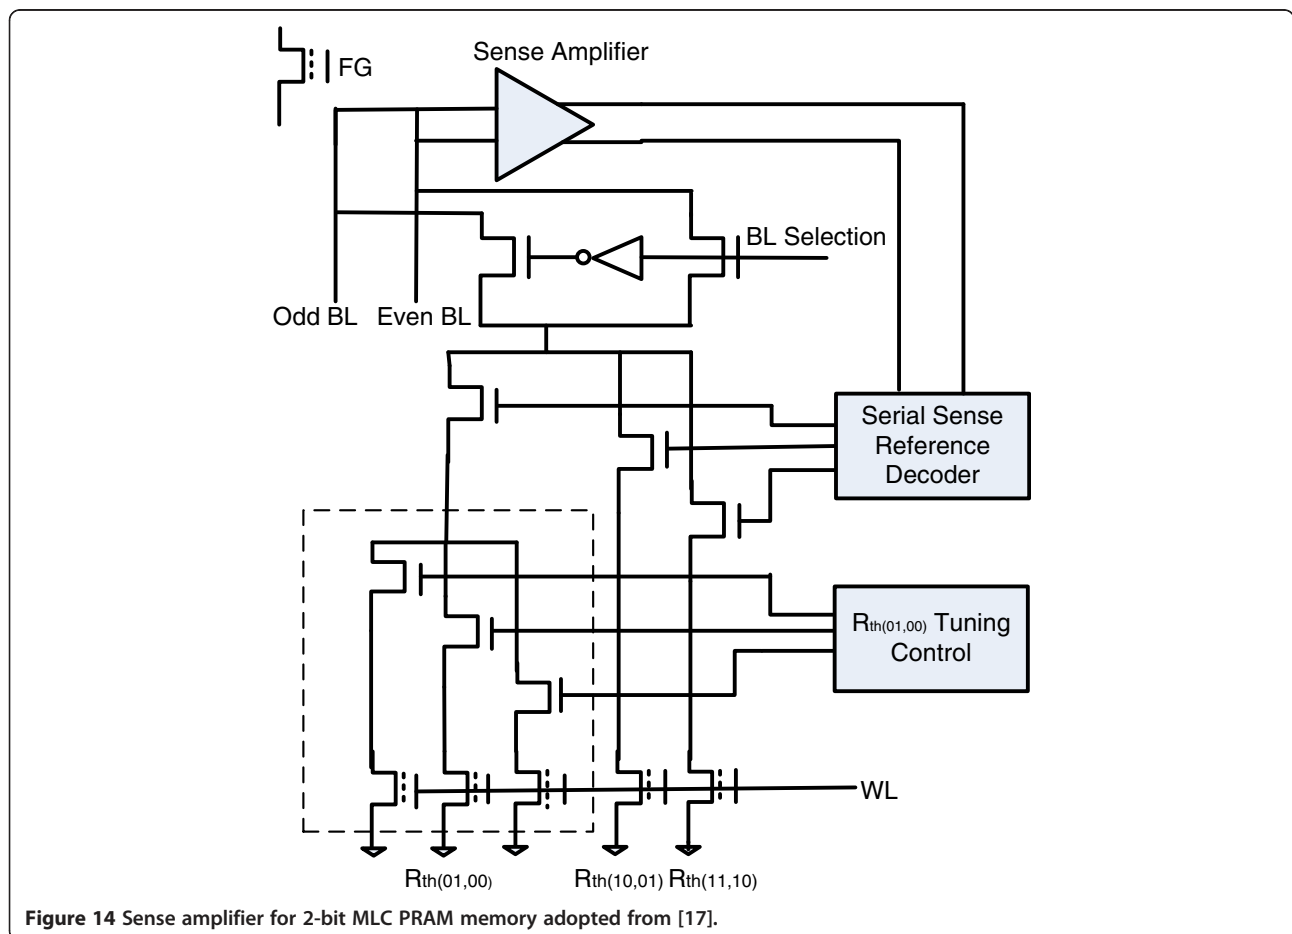 Sense Amplifier
FG
BL Selection
Odd BL Even BL
Serial Sense
Reference
Decoder
Rth(01,00) Tuning
Control
WL
Rth(01,00) Rth(10,01) Rth(11,10)
Figure 14 Sense amplifier for 2-bit MLC PRAM memory adopted from [17].